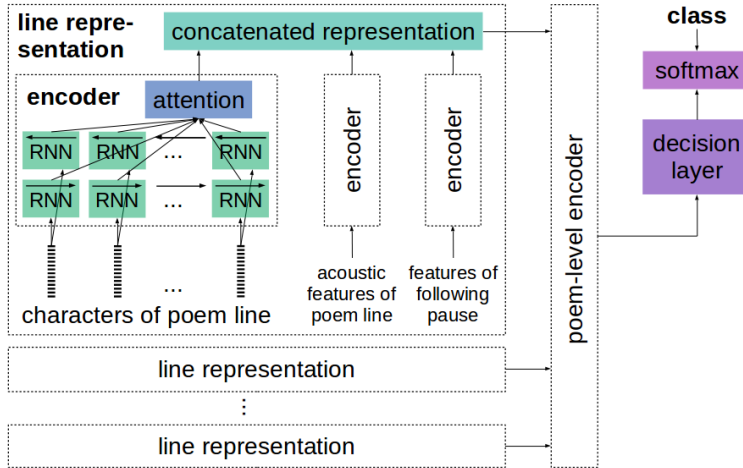 line repre-
sentation
concatenated representation
encoder
attention
RNN RNN ... RNN
RNN RNN ... RNN
...
characters of poem line
encoder
acoustic
features of
poem line
encoder
features of
following
pause
line representation
...
line representation
poem-level encoder
class
softmax
decision
layer